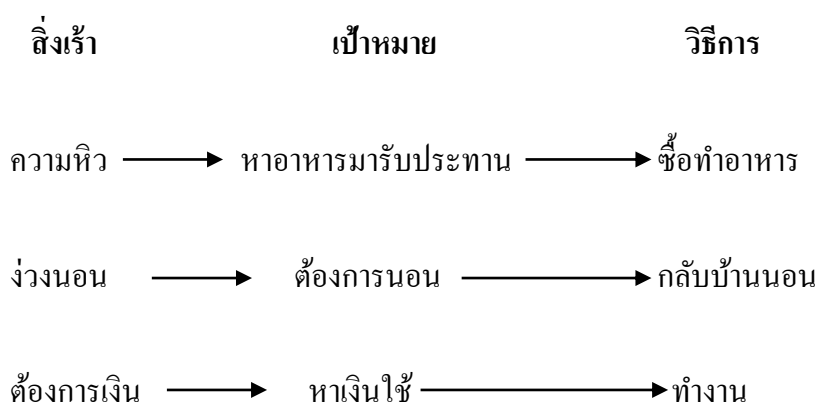 สิ่งเร้า เป้าหมาย วิธีการ
ความหิว หาอาหารมารับประทาน ซื้อทำอาหาร
ง่วงนอน ต้องการนอน กลับบ้านนอน
ต้องการเงิน หาเงินใช้ ทำงาน